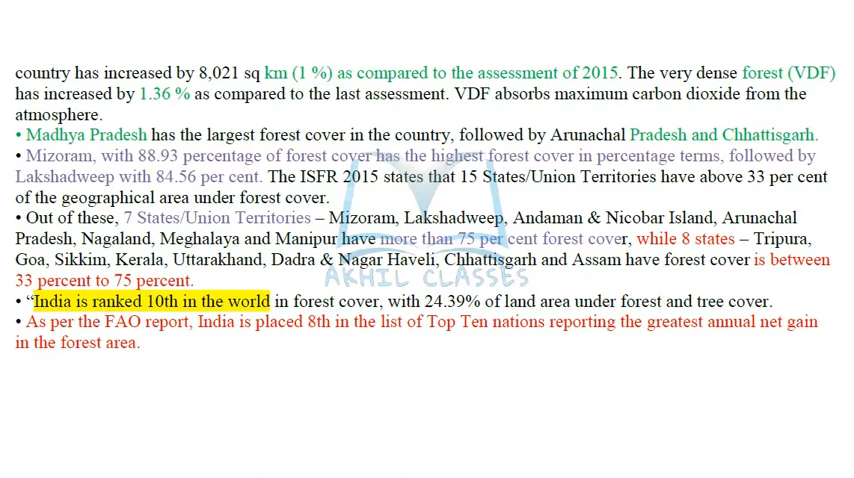 country has increased by 8,021 sq km (1 %) as compared to the assessment of 2015. The very dense forest (VDF)
has increased by 1.36 % as compared to the last assessment. VDF absorbs maximum carbon dioxide from the
atmosphere.
• Madhya Pradesh has the largest forest cover in the country, followed by Arunachal Pradesh and Chhattisgarh.
• Mizoram, with 88.93 percentage of forest cover has the highest forest cover in percentage terms, followed by
Lakshadweep with 84.56 per cent. The ISFR 2015 states that 15 States/Union Territories have above 33 per cent
of the geographical area under forest cover.
• Out of these, 7 States/Union Territories – Mizoram, Lakshadweep, Andaman & Nicobar Island, Arunachal
Pradesh, Nagaland, Meghalaya and Manipur have more than 75 per cent forest cover, while 8 states – Tripura,
Goa, Sikkim, Kerala, Uttarakhand, Dadra & Nagar Haveli, Chhattisgarh and Assam have forest cover is between
33 percent to 75 percent.
AKHIL CLASSES
• “India is ranked 10th in the world in forest cover, with 24.39% of land area under forest and tree cover.
• As per the FAO report, India is placed 8th in the list of Top Ten nations reporting the greatest annual net gain
in the forest area.